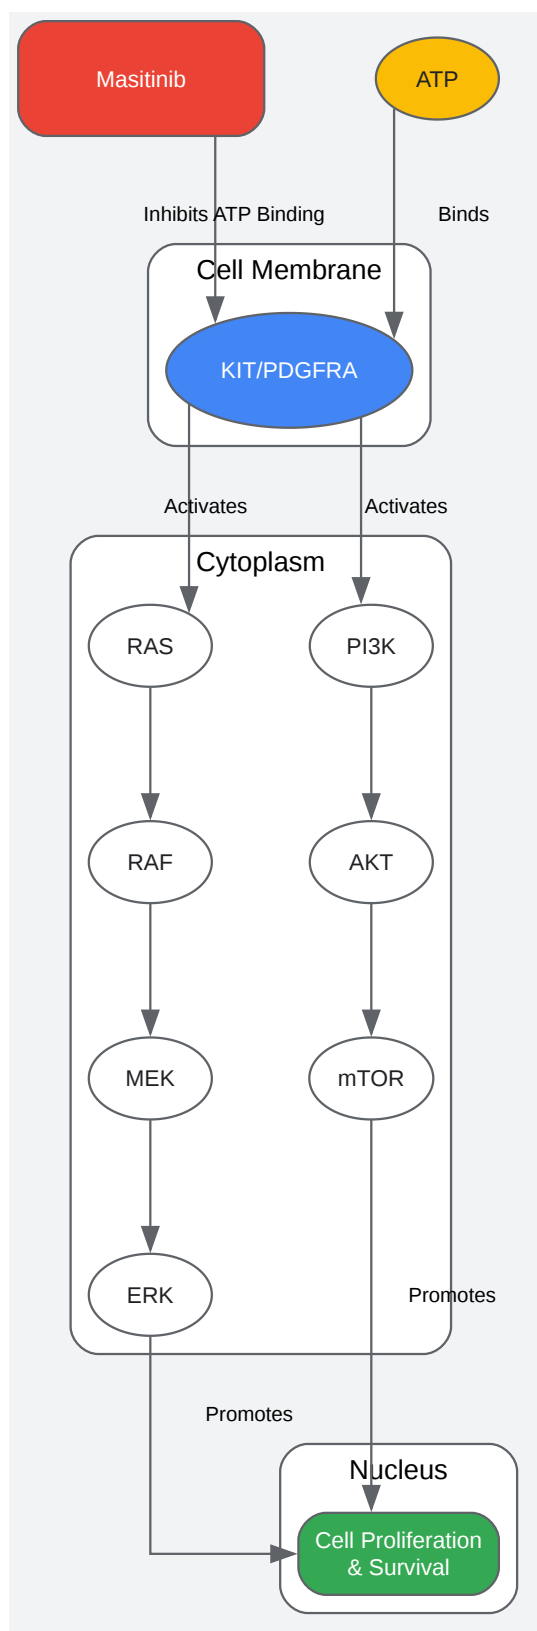 Masitinib
ATP
Inhibits ATP Binding
Binds
Cell Membrane
KIT/PDGFRA
Activates
Activates
Cytoplasm
RAS
PI3K
RAF
AKT
MEK
mTOR
ERK
Promotes
Promotes
Nucleus
Cell Proliferation
& Survival